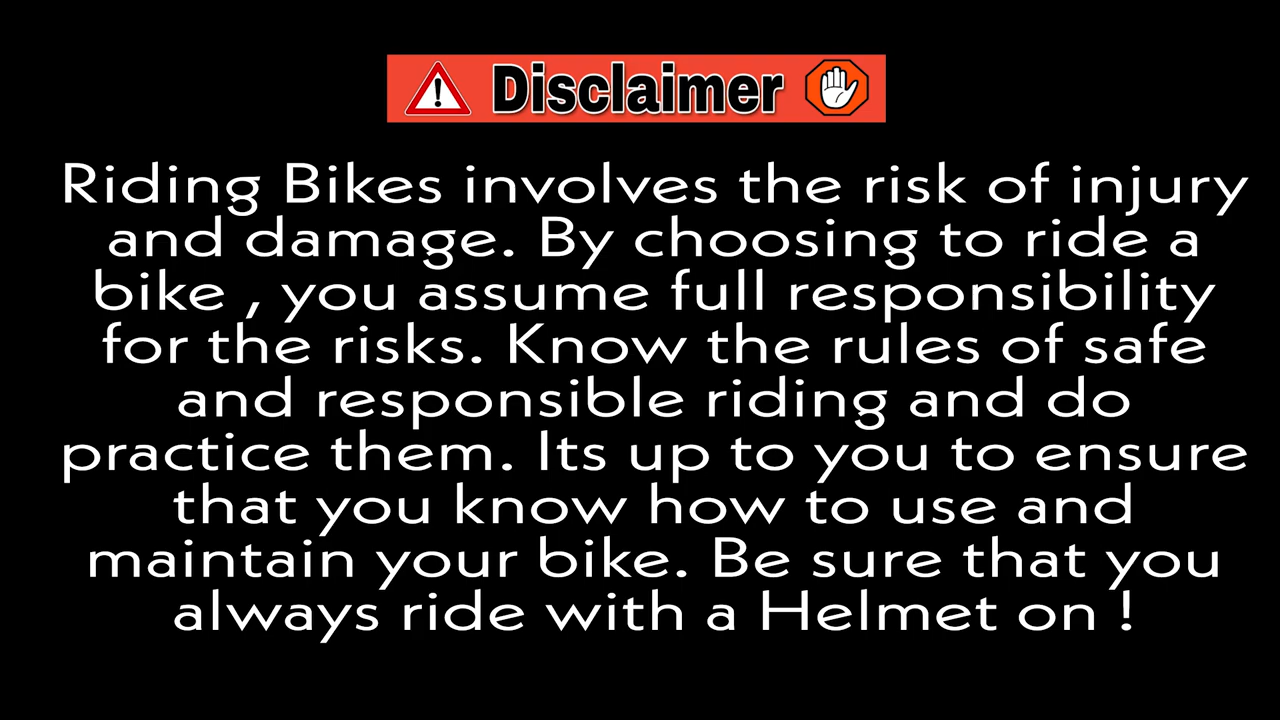 Disclaimer
Riding Bikes involves the risk of injury
and damage. By choosing to ride a
bike , you assume full responsibility
for the risks. Know the rules of safe
and responsible riding and do
practice them. Its up to you to ensure
that you know how to use and
maintain your bike. Be sure that you
always ride with a Helmet on !